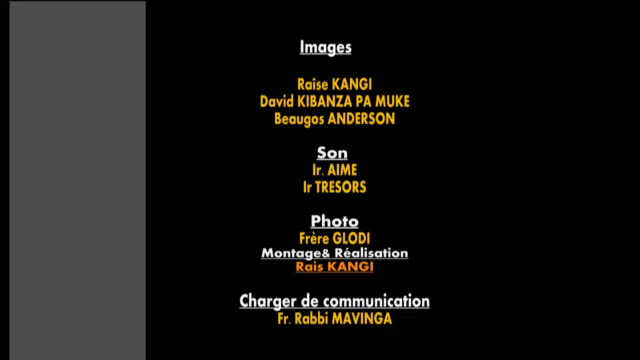 Images
Raïse KANGI
David KIBANZA PA MUKE
Beaugos ANDERSON
Son
Ir. AIME
Ir TRESORS
Photo
Frère GLODI
Montage& Réalisation
Rais KANGI
Charger de communication
Fr. Rabbi MAVINGA